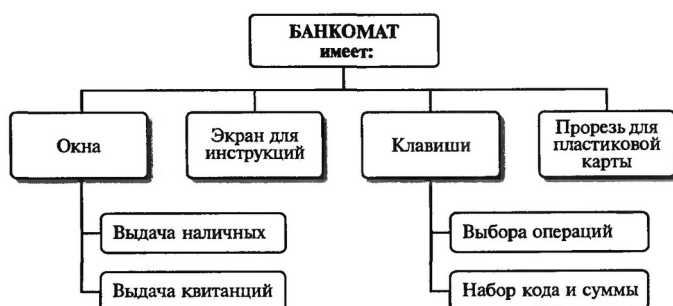 БАНКОМАТ
имеет:
Окна
Экран для
инструкций
Клавиши
Прорезь для
пластиковой
карты
Выдача наличных
Выбора операций
Выдача квитанций
Набор кода и суммы